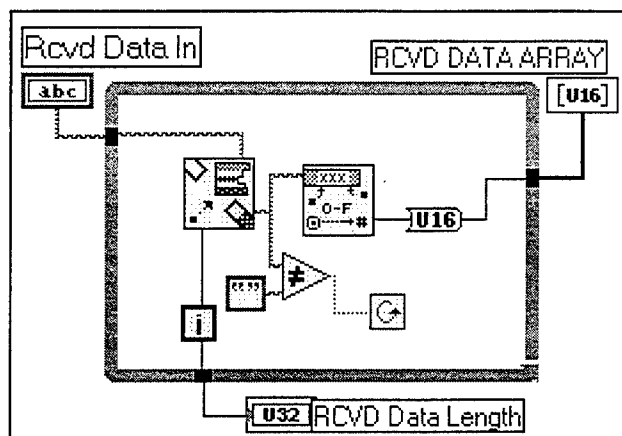 Rcvd Data In
abc
RCVD DATA ARRAY
[U16]
xxx
0-F
#
U16
""
≠
i
U32
RCVD Data Length